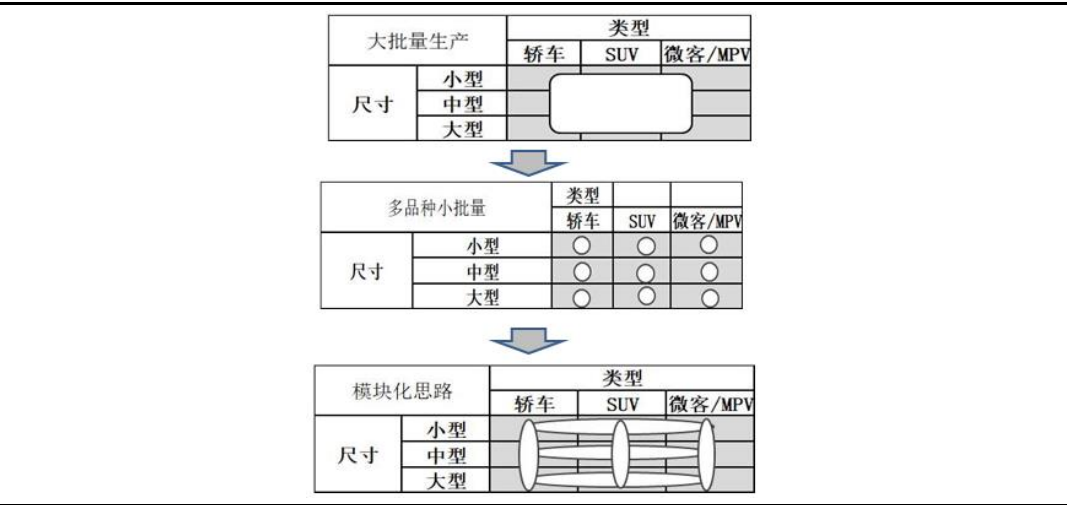 大批量生产 类型
轿车 SUV 微客/MPV
尺寸 小型
中型
大型
多品种小批量 类型
轿车 SUV 微客/MPV
尺寸 小型
中型
大型
模块化思路 类型
轿车 SUV 微客/MPV
尺寸 小型
中型
大型